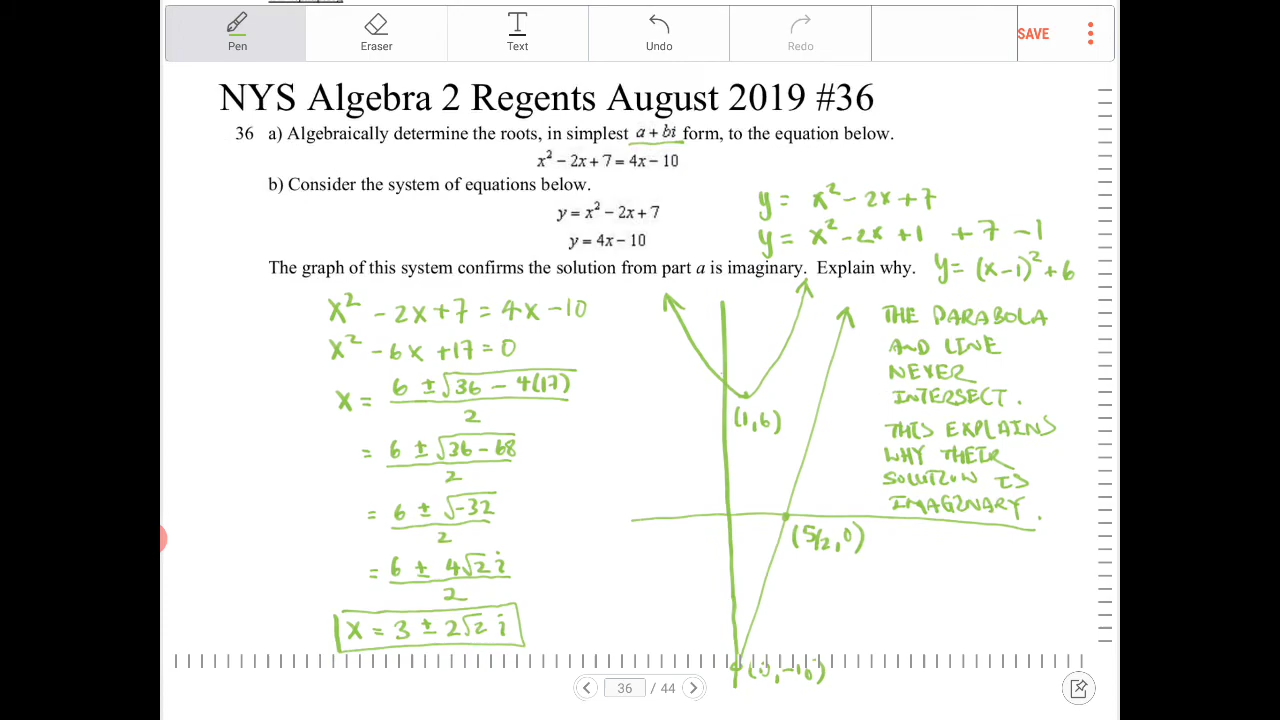 Pen
Eraser
Text
Undo
Redo
SAVE
NYS Algebra 2 Regents August 2019 #36
36 a) Algebraically determine the roots, in simplest a + bi form, to the equation below.
x² − 2x + 7 = 4x − 10
b) Consider the system of equations below.
y = x² − 2x + 7
y = 4x − 10
The graph of this system confirms the solution from part a is imaginary. Explain why.
y = x² − 2x + 7
y = x² − 2x + 1 + 7 − 1
y = (x − 1)² + 6
x² − 2x + 7 = 4x − 10
x² − 6x + 17 = 0
x = 6 ± √36 − 4(17)
2
= 6 ± √36 − 68
2
= 6 ± √−32
2
= 6 ± 4√2 i
2
x = 3 ± 2√2 i
(1,6)
(5/2,0)
(0,−10)
THE PARABOLA
AND LINE
NEVER
INTERSECT.
THIS EXPLAINS
WHY THEIR
SOLUTION IS
IMAGINARY.
36 / 44